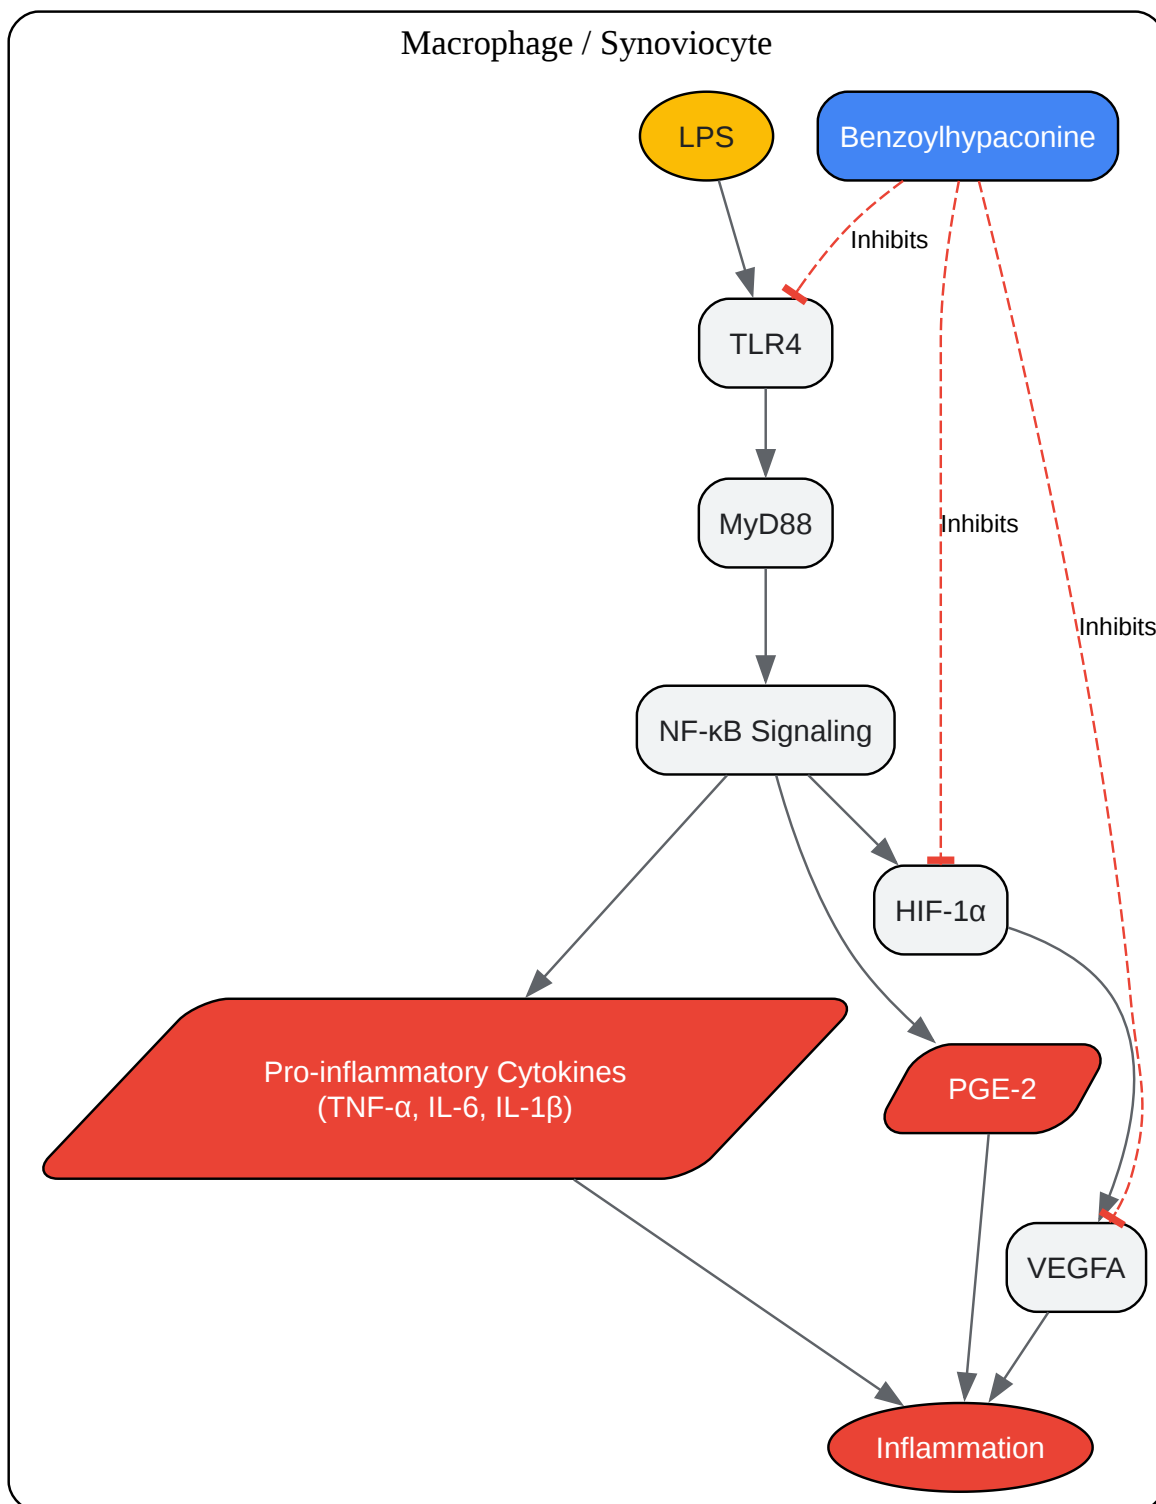 Macrophage / Synoviocyte
LPS
Benzoylhypaconine
Inhibits
TLR4
MyD88
Inhibits
Inhibits
NF-κB Signaling
HIF-1α
Pro-inflammatory Cytokines
(TNF-α, IL-6, IL-1β)
PGE-2
VEGFA
Inflammation